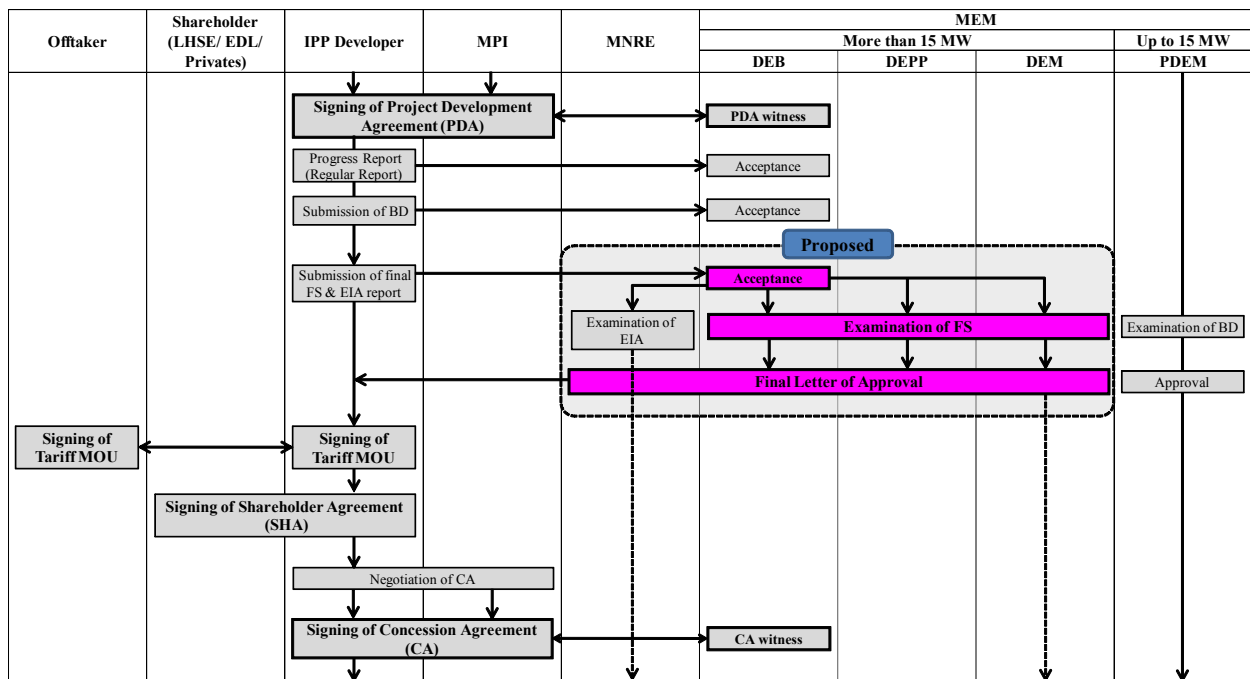 Offtaker
Shareholder
(LHSE/ EDL/
Privates)
IPP Developer
MPI
MNRE
MEM
More than 15 MW
Up to 15 MW
DEB
DEPP
DEM
PDEM
Signing of Project Development
Agreement (PDA)
PDA witness
Progress Report
(Regular Report)
Acceptance
Submission of BD
Acceptance
Proposed
Submission of final
FS & EIA report
Acceptance
Examination of
EIA
Examination of FS
Examination of BD
Final Letter of Approval
Approval
Signing of
Tariff MOU
Signing of
Tariff MOU
Signing of Shareholder Agreement
(SHA)
Negotiation of CA
Signing of Concession Agreement
(CA)
CA witness